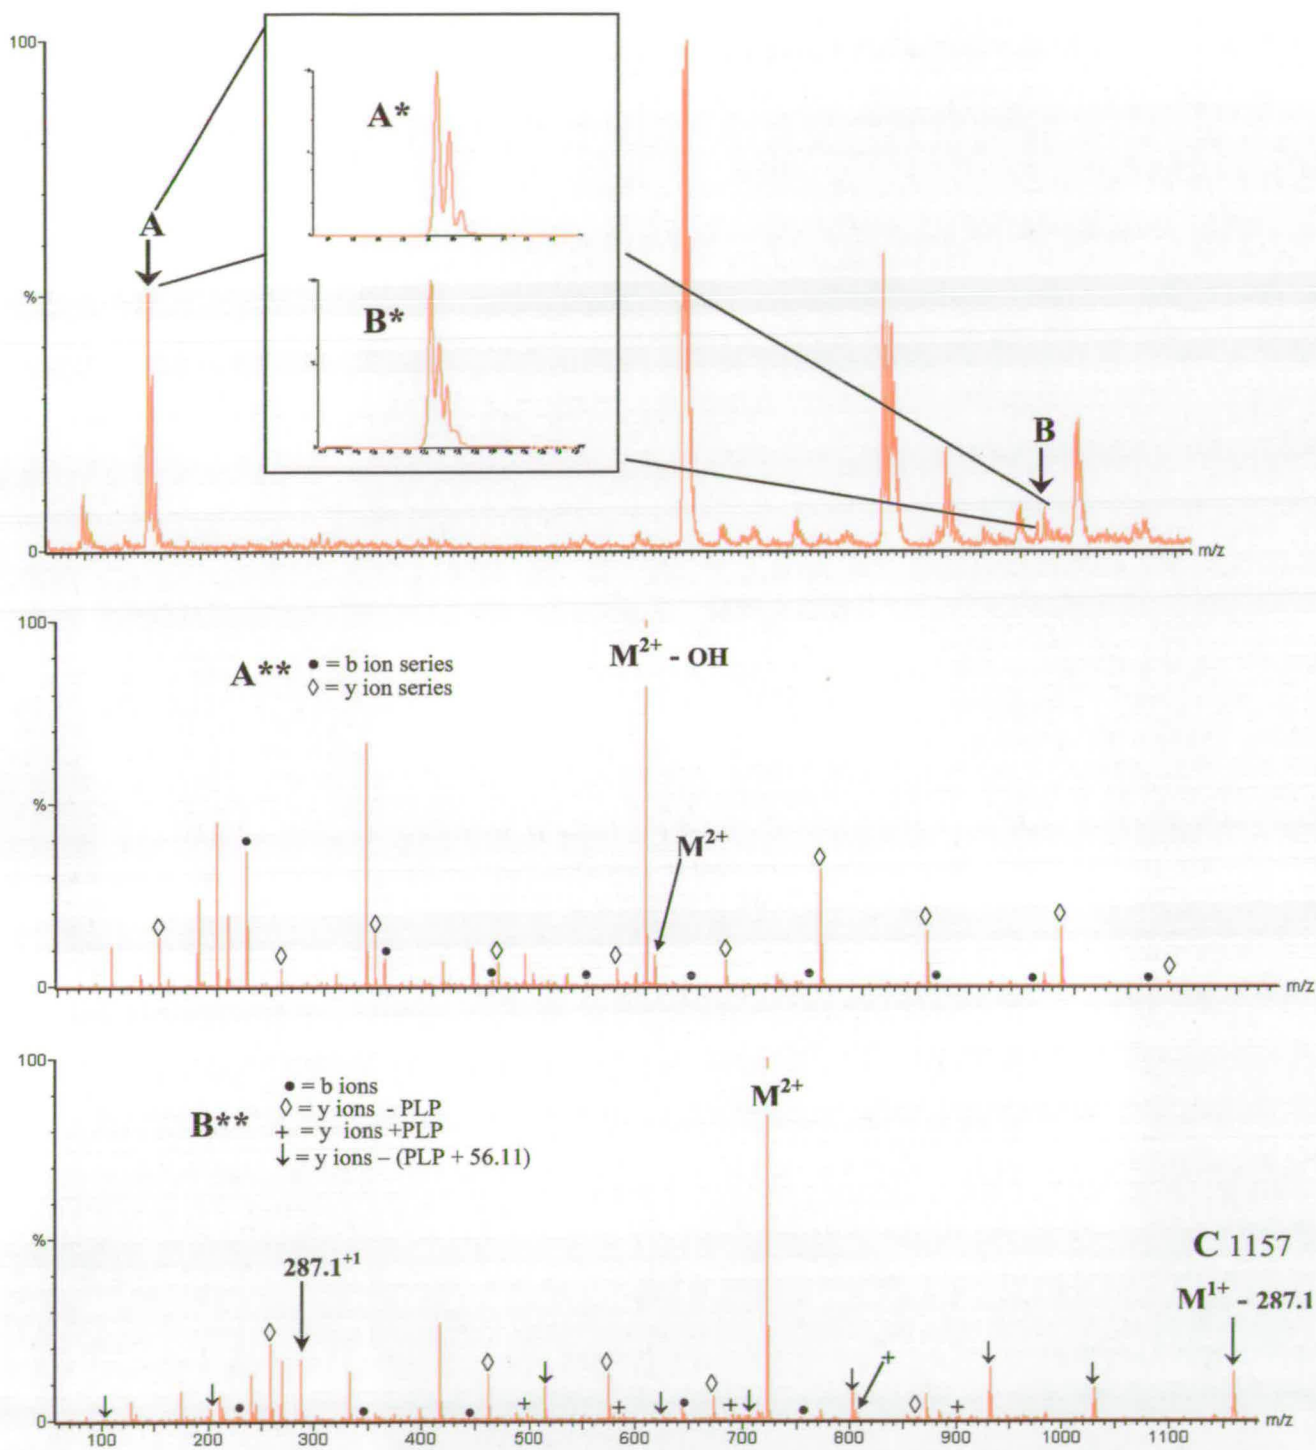 100
A
A*
B*
%
B
0
m/z
100
A**
● = b ion series
◊ = y ion series
M²⁺ - OH
M²⁺
%
0
m/z
100
B**
● = b ions
◊ = y ions - PLP
+ = y ions +PLP
↓ = y ions – (PLP + 56.11)
M²⁺
%
287.1⁺¹
C 1157
M¹⁺ - 287.1
0
m/z
100 200 300 400 500 600 700 800 900 1000 1100